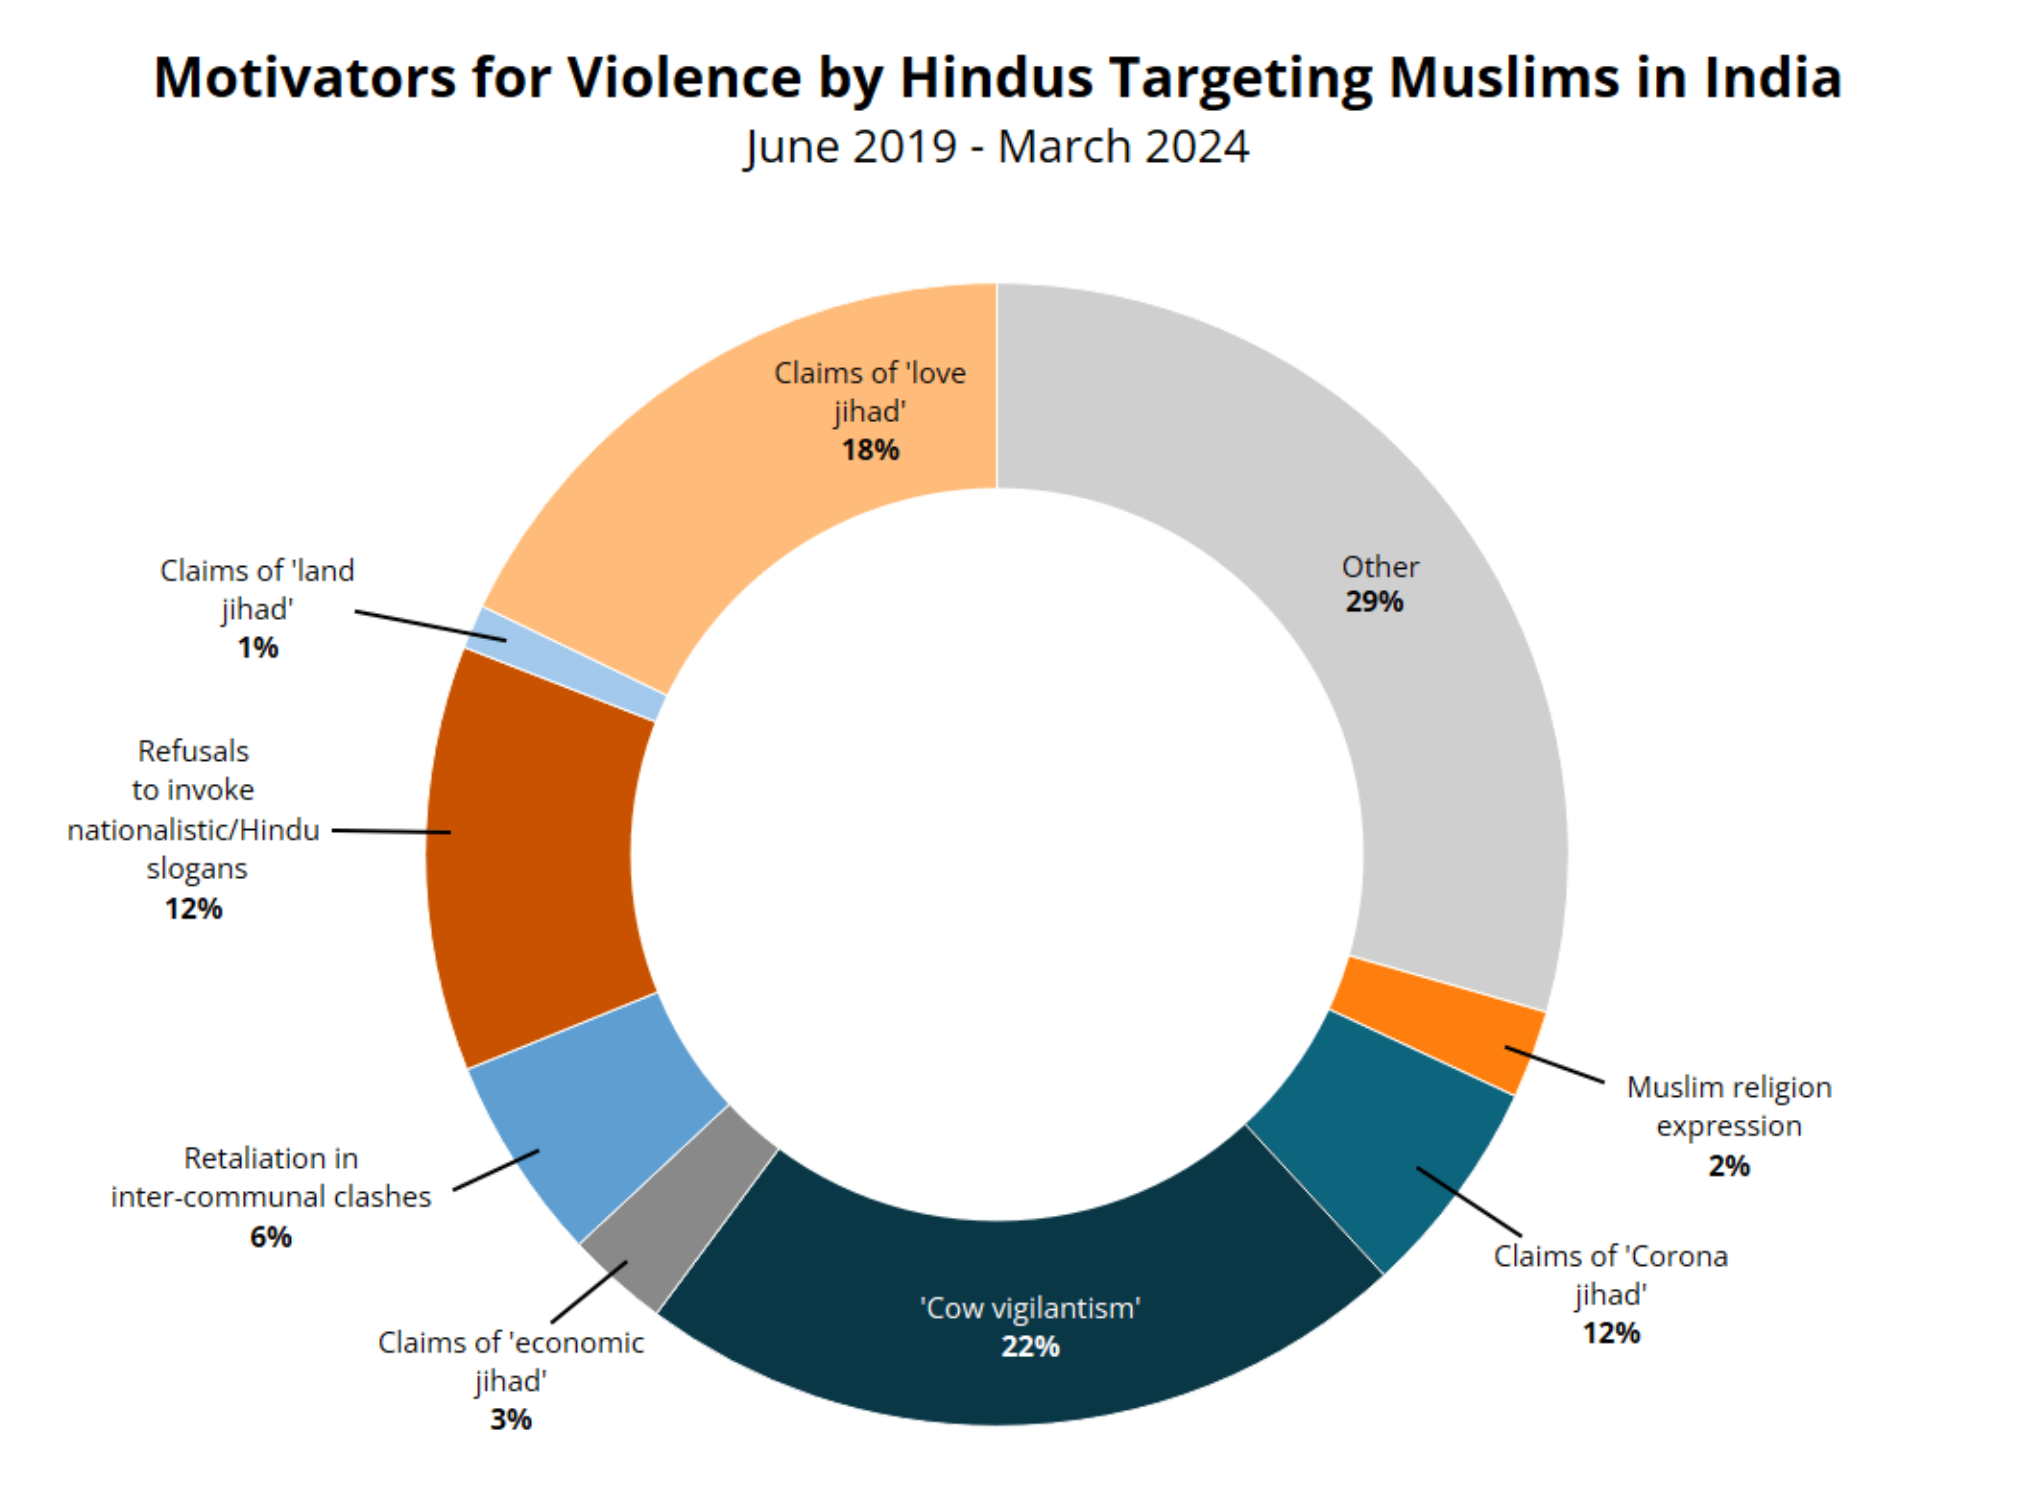 Motivators for Violence by Hindus Targeting Muslims in India
June 2019 - March 2024
Claims of 'love
jihad'
18%
Other
29%
Claims of 'land
jihad'
1%
Refusals
to invoke
nationalistic/Hindu
slogans
12%
Muslim religion
expression
2%
Retaliation in
inter-communal clashes
6%
Claims of 'Corona
jihad'
12%
'Cow vigilantism'
22%
Claims of 'economic
jihad'
3%